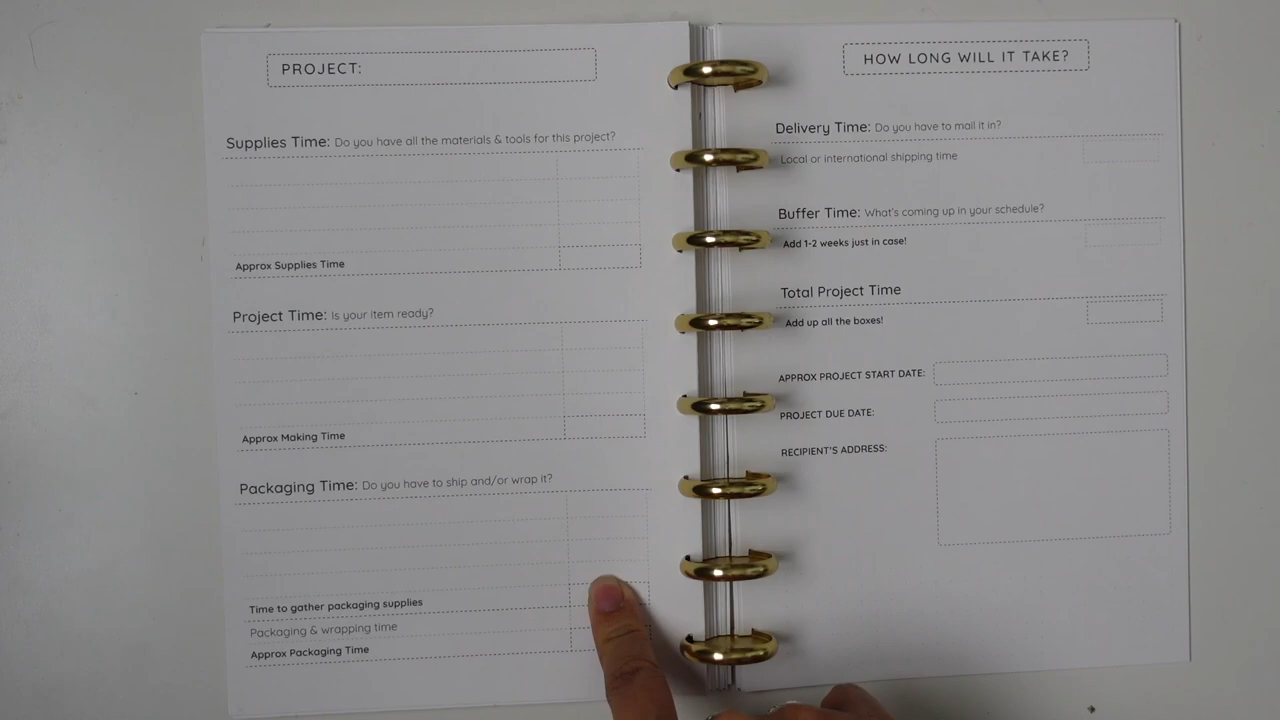 PROJECT:
Supplies Time: Do you have all the materials & tools for this project?
Approx Supplies Time
Project Time: Is your item ready?
Approx Making Time
Packaging Time: Do you have to ship and/or wrap it?
Time to gather packaging supplies
Packaging & wrapping time
Approx Packaging Time
HOW LONG WILL IT TAKE?
Delivery Time: Do you have to mail it in?
Local or international shipping time
Buffer Time: What's coming up in your schedule?
Add 1-2 weeks just in case!
Total Project Time
Add up all the boxes!
APPROX PROJECT START DATE:
PROJECT DUE DATE:
RECIPIENT'S ADDRESS: